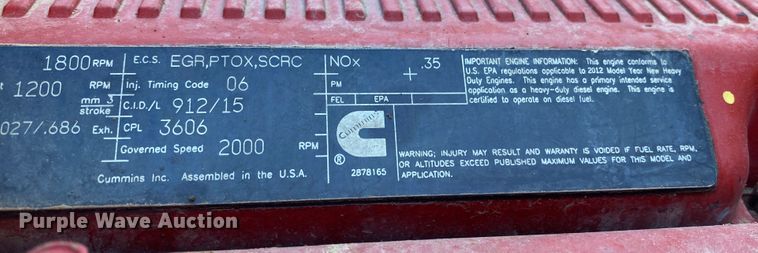 1800 RPM
1200 RPM
mm 3
stroke
027/.686 Exh.
E.C.S. EGR,PTOX,SCRC
Inj. Timing Code 06
C.I.D./L 912/15
CPL 3606
Governed Speed 2000 RPM
Cummins Inc. Assembled in the U.S.A.
NOx + .35
PM
FEL EPA
Cummins
®
2878165
IMPORTANT ENGINE INFORMATION: This engine conforms to
U.S. EPA regulations applicable to 2012 Model Year New Heavy
Duty Engines. This engine has a primary intended service
application as a heavy-duty diesel engine. This engine is
certified to operate on diesel fuel.
WARNING; INJURY MAY RESULT AND WARRANTY IS VOIDED IF FUEL RATE, RPM,
OR ALTITUDES EXCEED PUBLISHED MAXIMUM VALUES FOR THIS MODEL AND
APPLICATION.
Purple Wave Auction